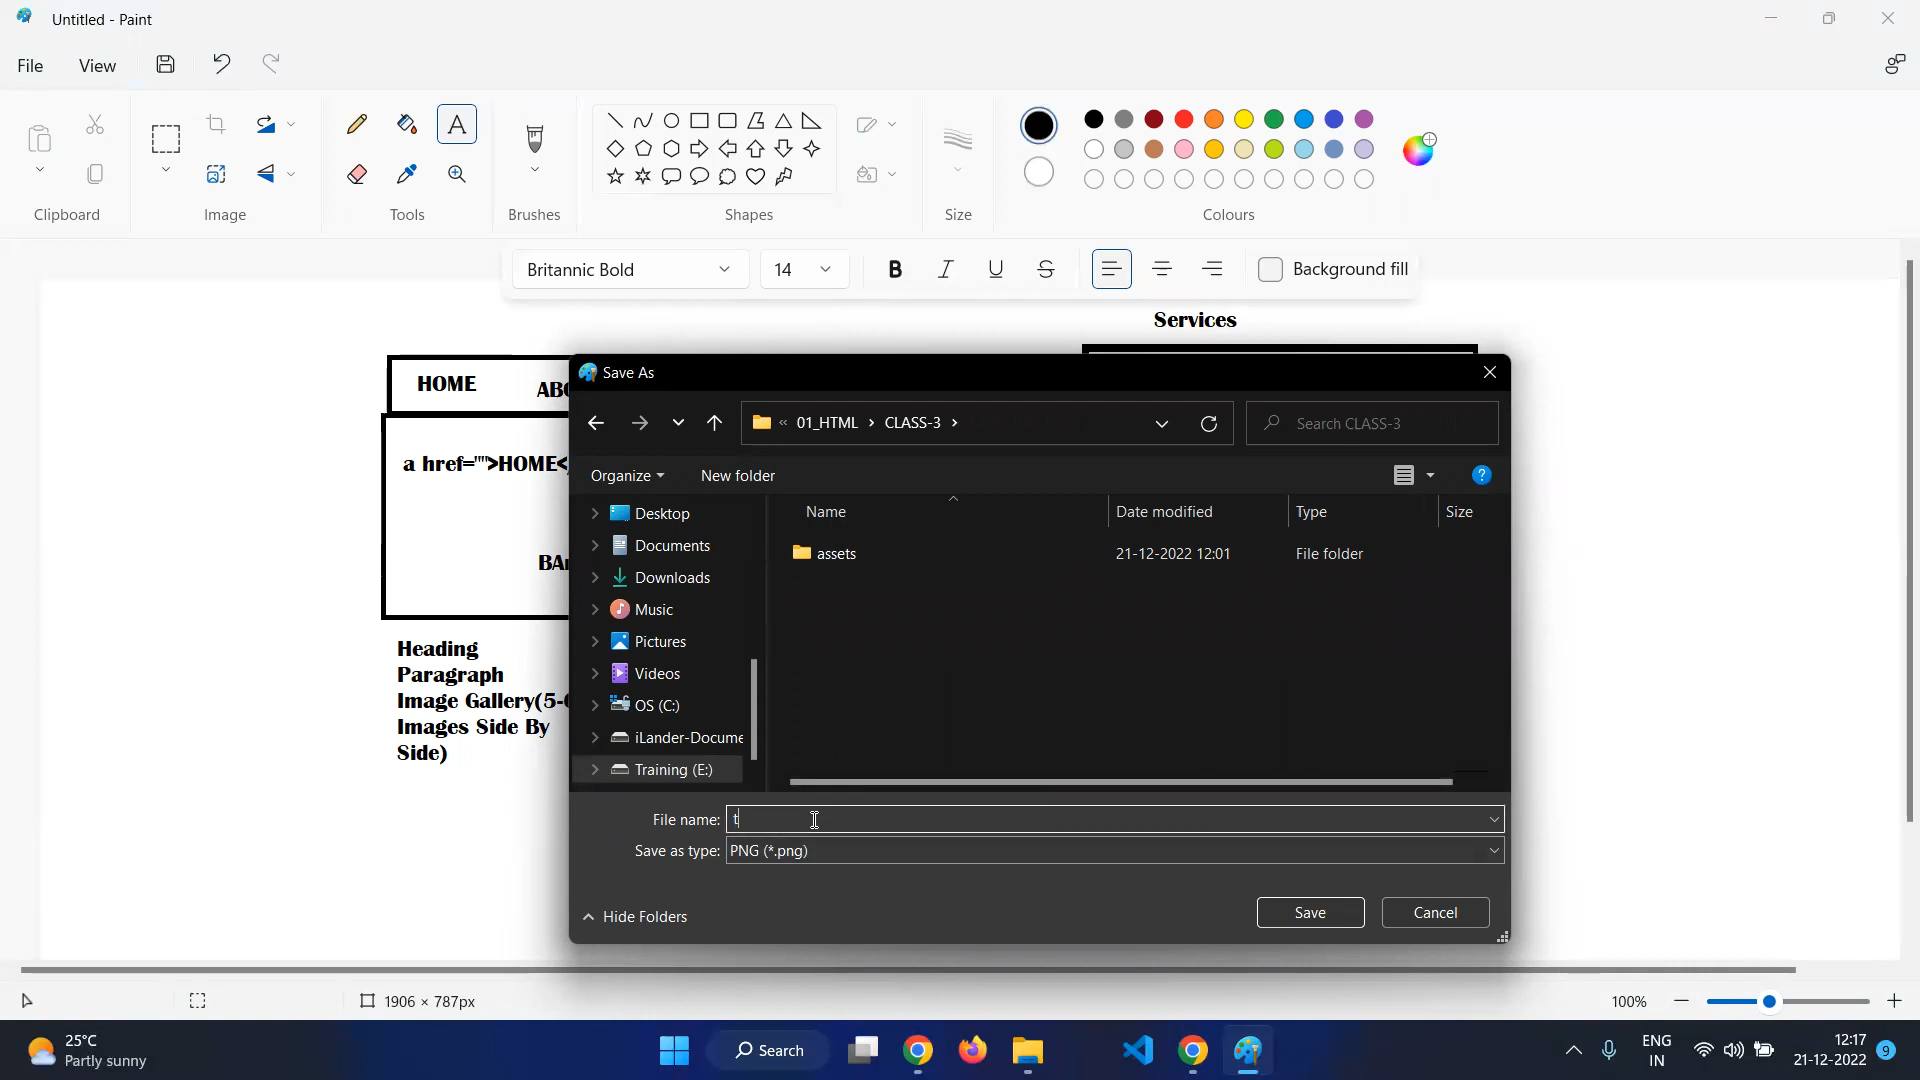 Untitled - Paint
File
View
Clipboard
Image
Tools
Brushes
Shapes
Size
Colours
A
Britannic Bold
14
B
I
U
S
Background fill
Services
HOME
a href="">HOME<
Heading
Paragraph
Image Gallery(5-
Images Side By
Side)
Save As
« 01_HTML > CLASS-3 >
Search CLASS-3
Organize
New folder
?
Name
Date modified
Type
Size
Desktop
Documents
Downloads
Music
Pictures
Videos
OS (C:)
iLander-Docume
Training (E:)
assets
21-12-2022 12:01
File folder
File name: t
Save as type: PNG (*.png)
Hide Folders
Save
Cancel
1906 × 787px
100%
25°C
Partly sunny
Search
ENG
IN
12:17
21-12-2022
9